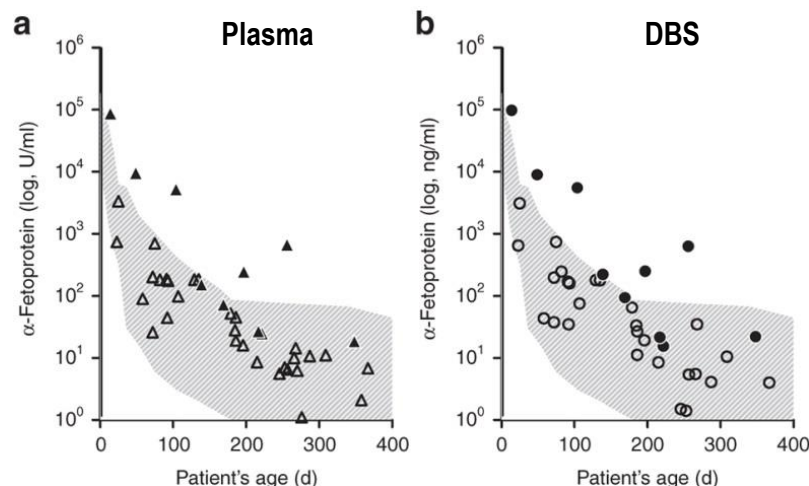 a Plasma b DBS
10⁶ 10⁶
10⁵ 10⁵
10⁴ 10⁴
10³ 10³
10² 10²
10¹ 10¹
10⁰ 10⁰
α-Fetoprotein (log, U/ml) α-Fetoprotein (log, ng/ml)
0 100 200 300 400 0 100 200 300 400
Patient's age (d) Patient's age (d)